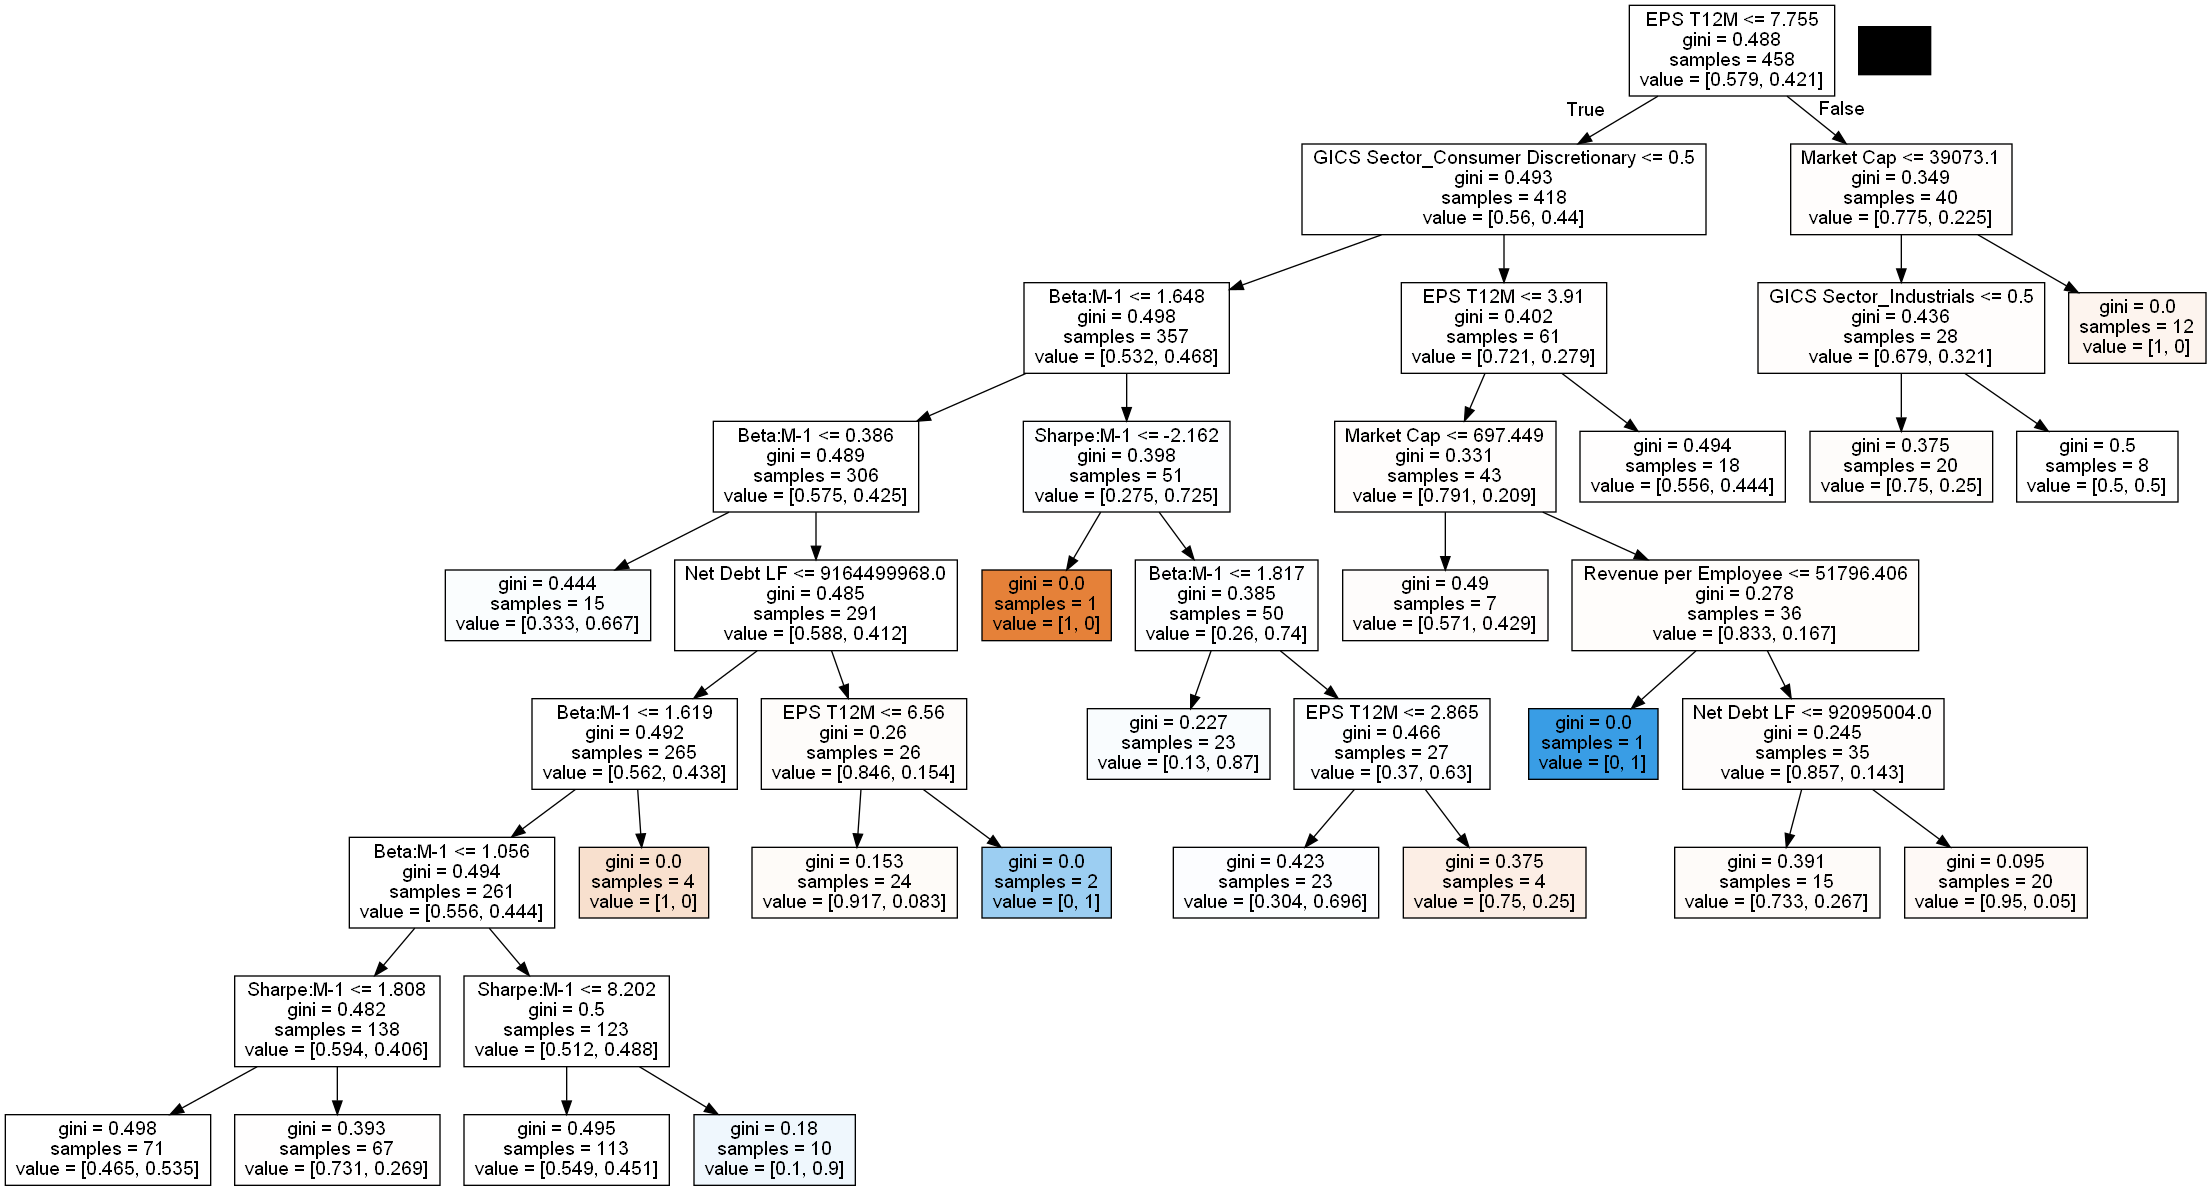 EPS T12M <= 7.755
gini = 0.488
samples = 458
value = [0.579, 0.421]
True
False
GICS Sector_Consumer Discretionary <= 0.5
gini = 0.493
samples = 418
value = [0.56, 0.44]
Market Cap <= 39073.1
gini = 0.349
samples = 40
value = [0.775, 0.225]
Beta:M-1 <= 1.648
gini = 0.498
samples = 357
value = [0.532, 0.468]
EPS T12M <= 3.91
gini = 0.402
samples = 61
value = [0.721, 0.279]
GICS Sector_Industrials <= 0.5
gini = 0.436
samples = 28
value = [0.679, 0.321]
gini = 0.0
samples = 12
value = [1, 0]
Beta:M-1 <= 0.386
gini = 0.489
samples = 306
value = [0.575, 0.425]
Sharpe:M-1 <= -2.162
gini = 0.398
samples = 51
value = [0.275, 0.725]
Market Cap <= 697.449
gini = 0.331
samples = 43
value = [0.791, 0.209]
gini = 0.494
samples = 18
value = [0.556, 0.444]
gini = 0.375
samples = 20
value = [0.75, 0.25]
gini = 0.5
samples = 8
value = [0.5, 0.5]
gini = 0.444
samples = 15
value = [0.333, 0.667]
Net Debt LF <= 9164499968.0
gini = 0.485
samples = 291
value = [0.588, 0.412]
gini = 0.0
samples = 1
value = [1, 0]
Beta:M-1 <= 1.817
gini = 0.385
samples = 50
value = [0.26, 0.74]
gini = 0.49
samples = 7
value = [0.571, 0.429]
Revenue per Employee <= 51796.406
gini = 0.278
samples = 36
value = [0.833, 0.167]
Beta:M-1 <= 1.619
gini = 0.492
samples = 265
value = [0.562, 0.438]
EPS T12M <= 6.56
gini = 0.26
samples = 26
value = [0.846, 0.154]
gini = 0.227
samples = 23
value = [0.13, 0.87]
EPS T12M <= 2.865
gini = 0.466
samples = 27
value = [0.37, 0.63]
gini = 0.0
samples = 1
value = [0, 1]
Net Debt LF <= 92095004.0
gini = 0.245
samples = 35
value = [0.857, 0.143]
Beta:M-1 <= 1.056
gini = 0.494
samples = 261
value = [0.556, 0.444]
gini = 0.0
samples = 4
value = [1, 0]
gini = 0.153
samples = 24
value = [0.917, 0.083]
gini = 0.0
samples = 2
value = [0, 1]
gini = 0.423
samples = 23
value = [0.304, 0.696]
gini = 0.375
samples = 4
value = [0.75, 0.25]
gini = 0.391
samples = 15
value = [0.733, 0.267]
gini = 0.095
samples = 20
value = [0.95, 0.05]
Sharpe:M-1 <= 1.808
gini = 0.482
samples = 138
value = [0.594, 0.406]
Sharpe:M-1 <= 8.202
gini = 0.5
samples = 123
value = [0.512, 0.488]
gini = 0.498
samples = 71
value = [0.465, 0.535]
gini = 0.393
samples = 67
value = [0.731, 0.269]
gini = 0.495
samples = 113
value = [0.549, 0.451]
gini = 0.18
samples = 10
value = [0.1, 0.9]